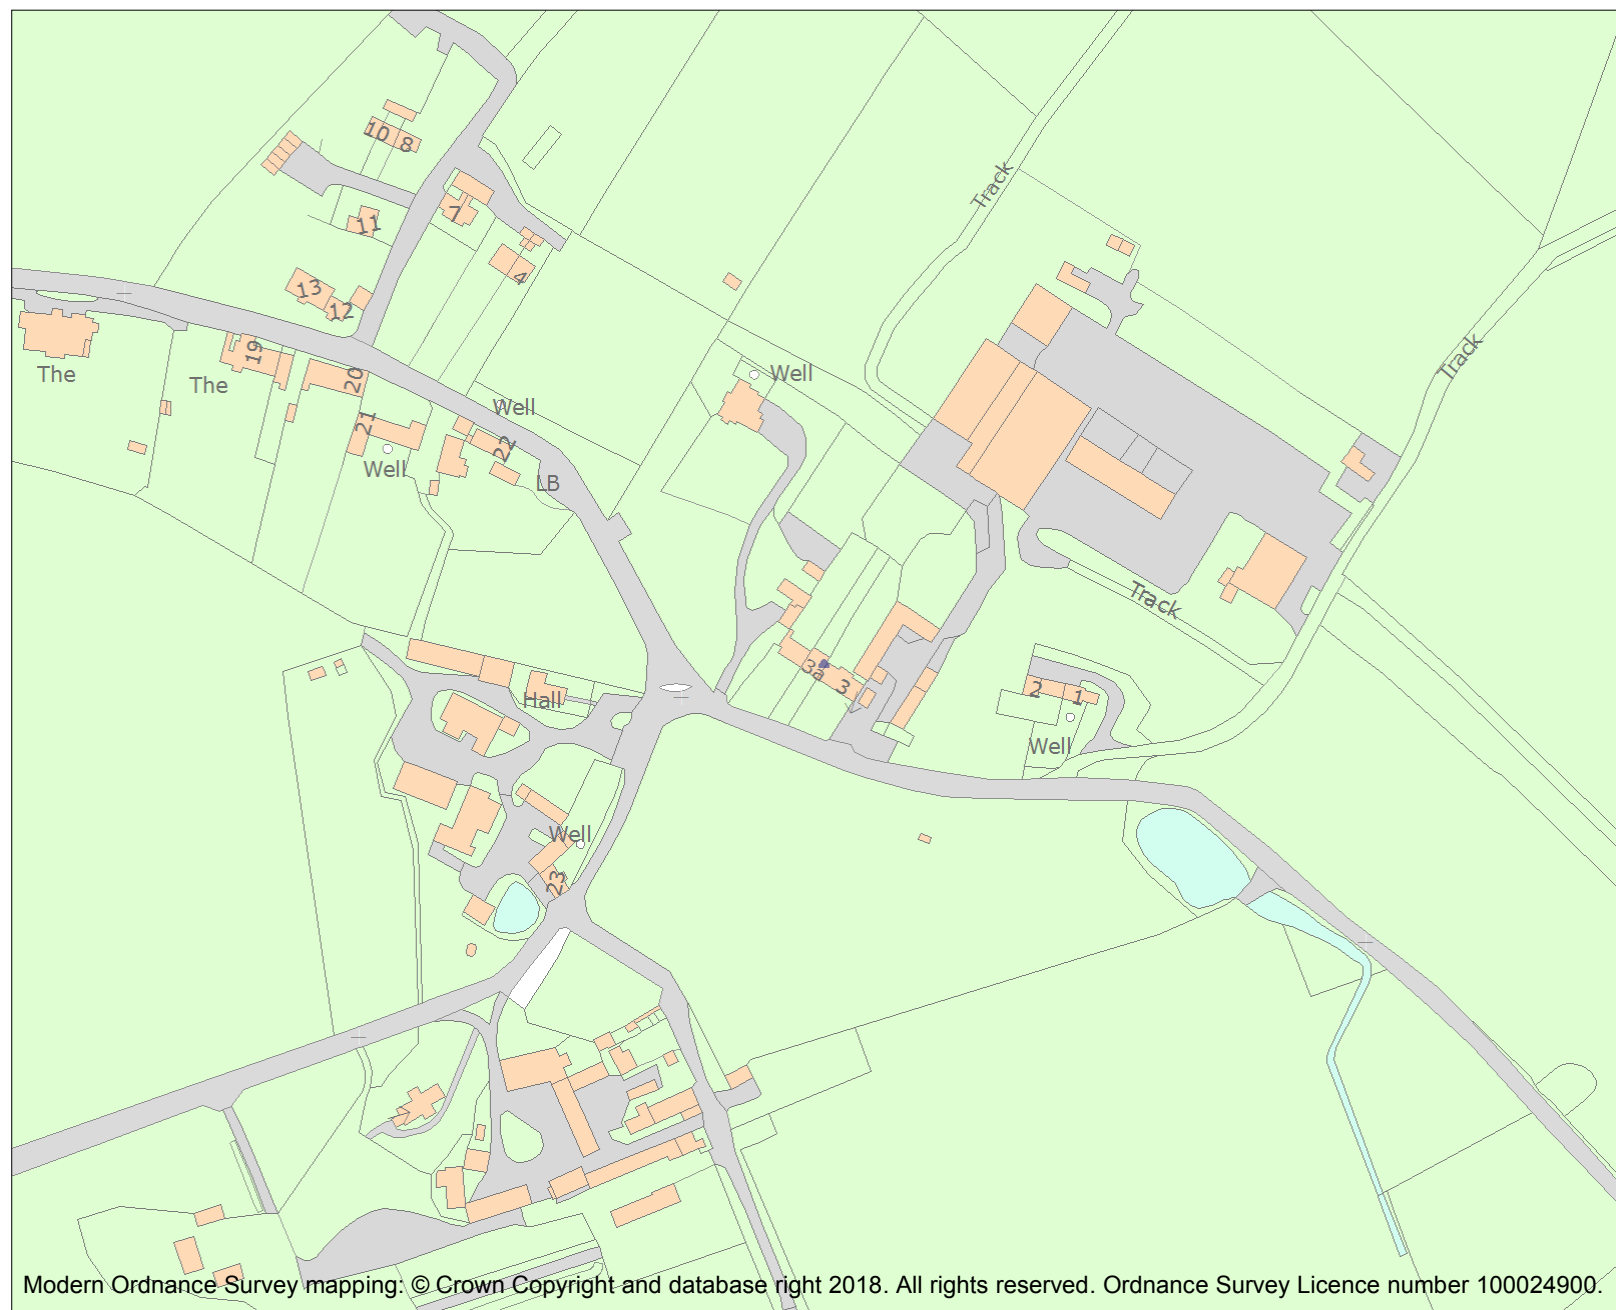 10
8
Track
11
7
4
13
12
The
19
The
20
21
Well
Well
22
LB
Well
Track
Track
3a
3
2
1
Well
Hall
Well
23
Modern Ordnance Survey mapping: © Crown Copyright and database right 2018. All rights reserved. Ordnance Survey Licence number 100024900.